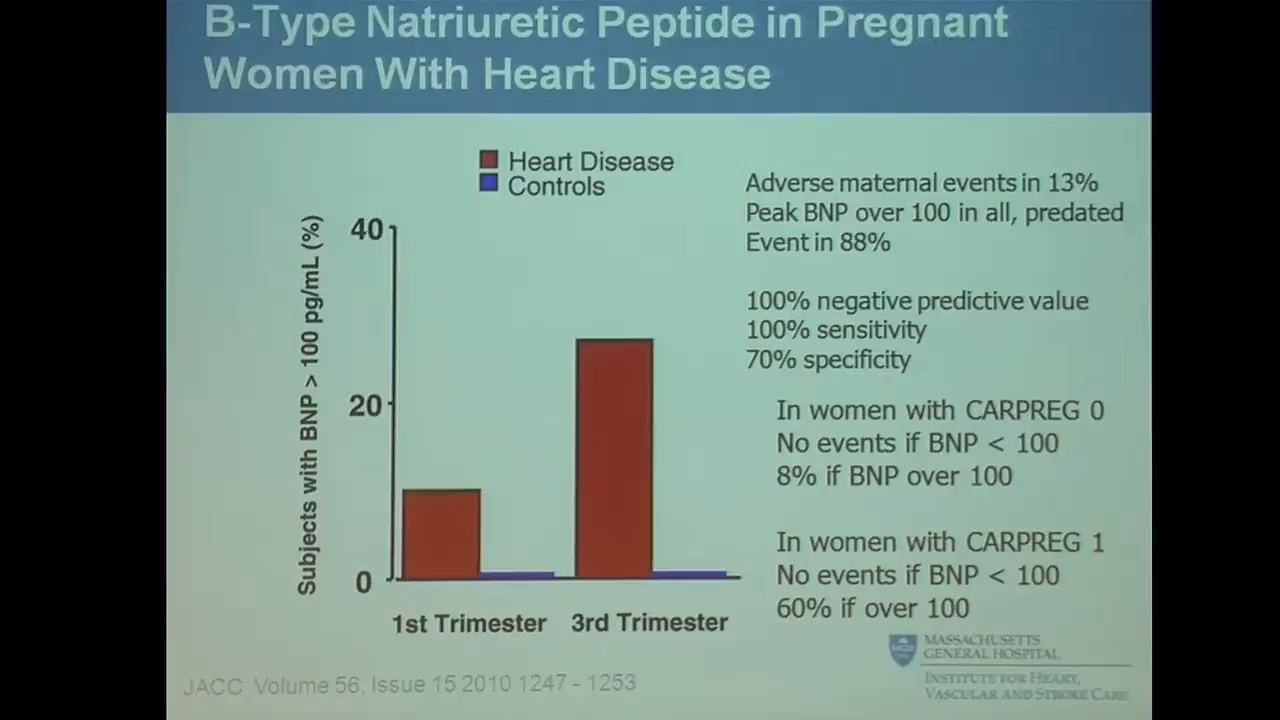 B-Type Natriuretic Peptide in Pregnant
Women With Heart Disease
Heart Disease
Controls
Subjects with BNP > 100 pg/mL (%)
40
20
0
1st Trimester
3rd Trimester
Adverse maternal events in 13%
Peak BNP over 100 in all, predated
Event in 88%
100% negative predictive value
100% sensitivity
70% specificity
In women with CARPREG 0
No events if BNP < 100
8% if BNP over 100
In women with CARPREG 1
No events if BNP < 100
60% if over 100
MASSACHUSETTS
GENERAL HOSPITAL
INSTITUTE FOR HEART,
VASCULAR AND STROKE CARE
JACC Volume 56, Issue 15 2010 1247 - 1253